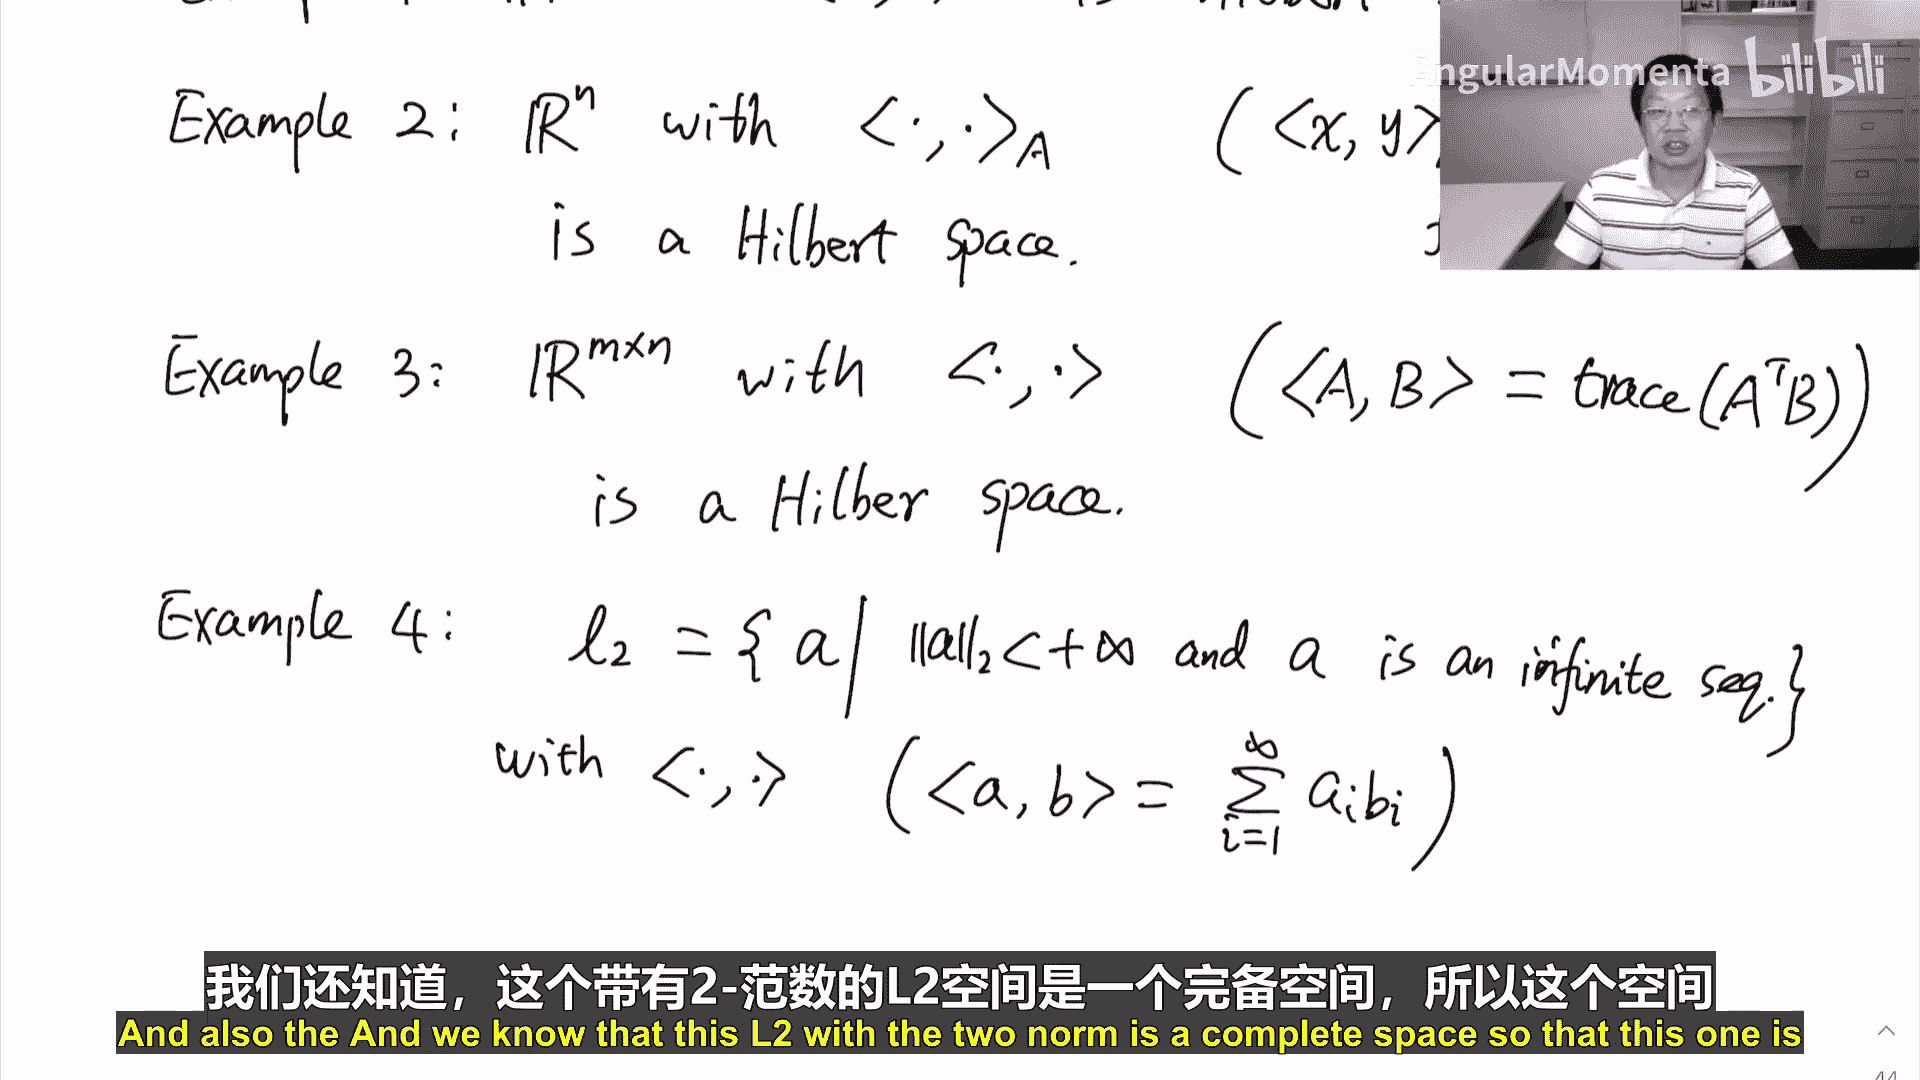 Example 2: ℝⁿ with <·,·>_A (<x, y>
is a Hilbert space.
Example 3: ℝ^{m×n} with <·,·> (<A, B> = trace(AᵀB))
is a Hilber space.
Example 4: l₂ = {a | ||a||₂ < +∞ and a is an infinite seq.}
with <·,·> (<a, b> = ∑_{i=1}^{∞} aᵢbᵢ)
ngularMomenta bilibili
我们还知道，这个带有2-范数的L2空间是一个完备空间，所以这个空间
And also the And we know that this L2 with the two norm is a complete space so that this one is